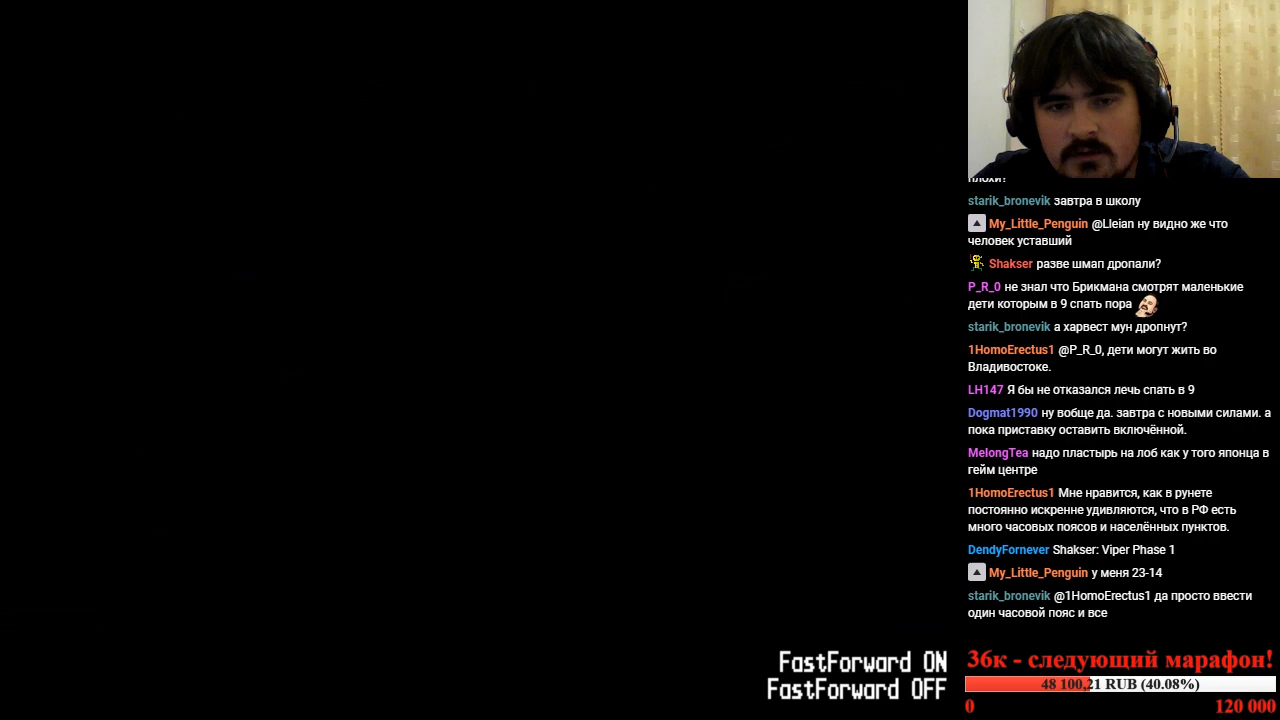 плохи?
starik_bronevik завтра в школу
My_Little_Penguin @Lleian ну видно же что
человек уставший
Shakser разве шмап дропали?
P_R_0 не знал что Брикмана смотрят маленькие
дети которым в 9 спать пора
starik_bronevik а харвест мун дропнут?
1HomoErectus1 @P_R_0, дети могут жить во
Владивостоке.
LH147 Я бы не отказался лечь спать в 9
Dogmat1990 ну вобще да. завтра с новыми силами. а
пока приставку оставить включённой.
MelongTea надо пластырь на лоб как у того японца в
гейм центре
1HomoErectus1 Мне нравится, как в рунете
постоянно искренне удивляются, что в РФ есть
много часовых поясов и населённых пунктов.
DendyFornever Shakser: Viper Phase 1
My_Little_Penguin у меня 23-14
starik_bronevik @1HomoErectus1 да просто ввести
один часовой пояс и все
FastForward ON
FastForward OFF
36к - следующий марафон!
48 100,21 RUB (40.08%)
0 120 000